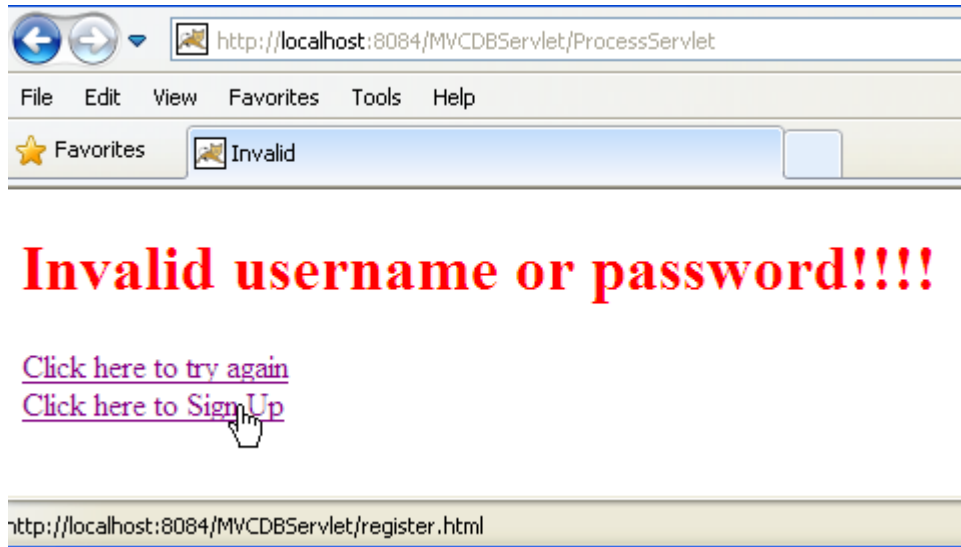 http://localhost:8084/MVCDBServlet/ProcessServlet
File Edit View Favorites Tools Help
Favorites Invalid
Invalid username or password!!!!
Click here to try again
Click here to Sign Up
http://localhost:8084/MVCDBServlet/register.html